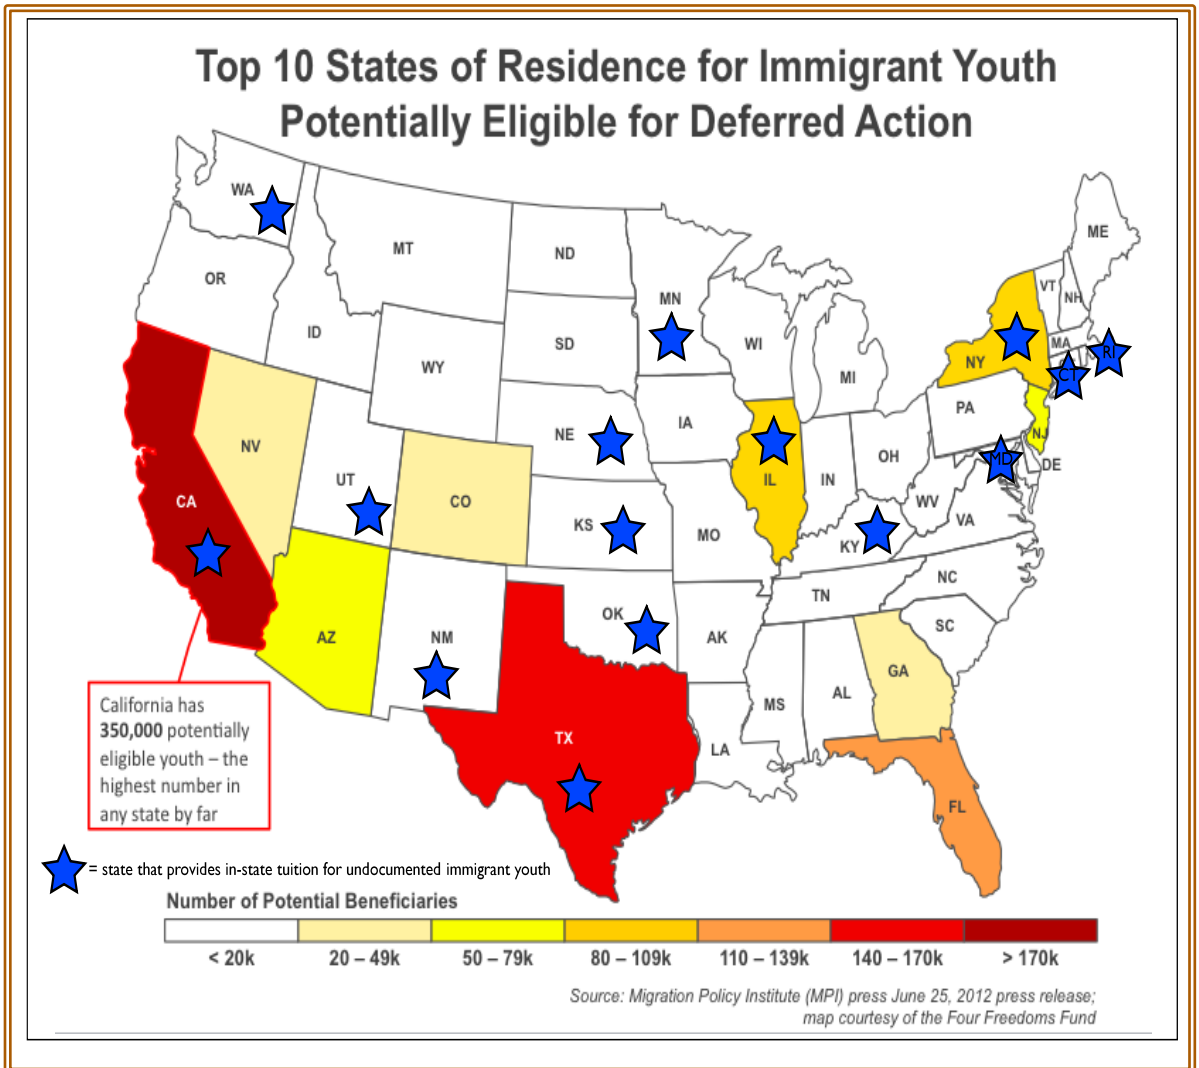 Top 10 States of Residence for Immigrant Youth
Potentially Eligible for Deferred Action
WA
MT
ND
MN
ME
VT
NH
OR
ID
SD
WI
MI
NY
MA
RI
CT
WY
NE
IA
PA
NJ
NV
UT
CO
IL
IN
OH
MD
DE
CA
KS
MO
WV
VA
KY
AZ
NM
OK
AK
TN
NC
SC
GA
MS
AL
TX
LA
FL
California has
350,000 potentially
eligible youth – the
highest number in
any state by far
= state that provides in-state tuition for undocumented immigrant youth
Number of Potential Beneficiaries
< 20k 20 – 49k 50 – 79k 80 – 109k 110 – 139k 140 – 170k > 170k
Source: Migration Policy Institute (MPI) press June 25, 2012 press release;
map courtesy of the Four Freedoms Fund